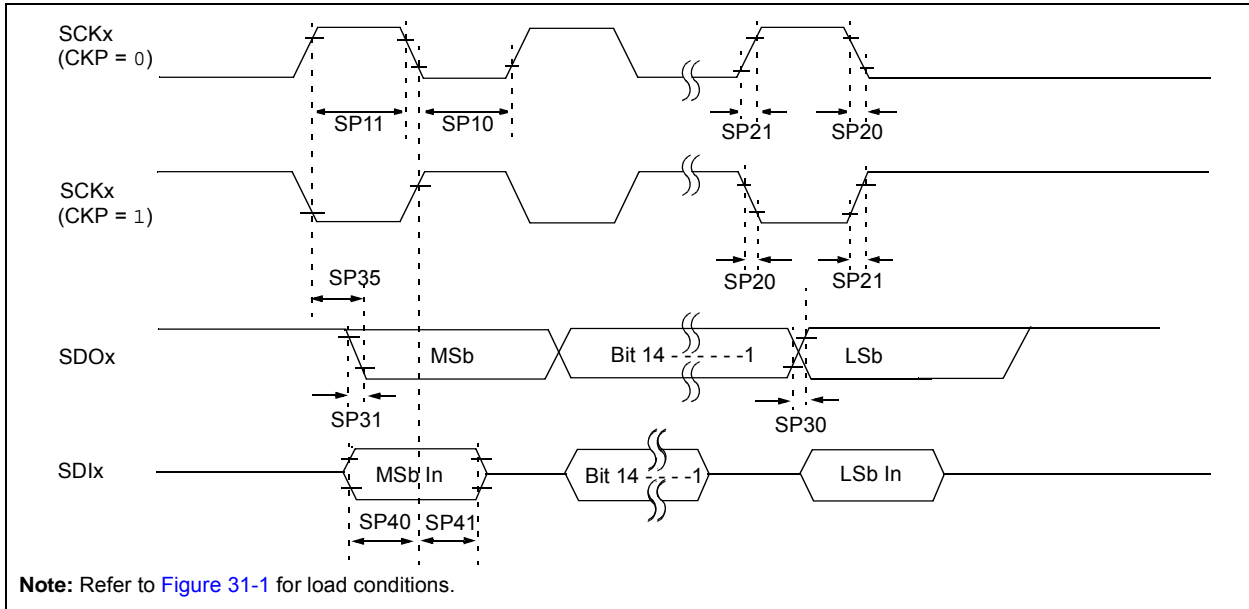 SCKx
(CKP = 0)
SP11
SP10
SP21
SP20
SCKx
(CKP = 1)
SP35
SP20
SP21
SDOx
MSb
Bit 14 - - - - - -1
LSb
SP31
SP30
SDIx
MSb In
Bit 14 - - - -1
LSb In
SP40
SP41
Note: Refer to Figure 31-1 for load conditions.